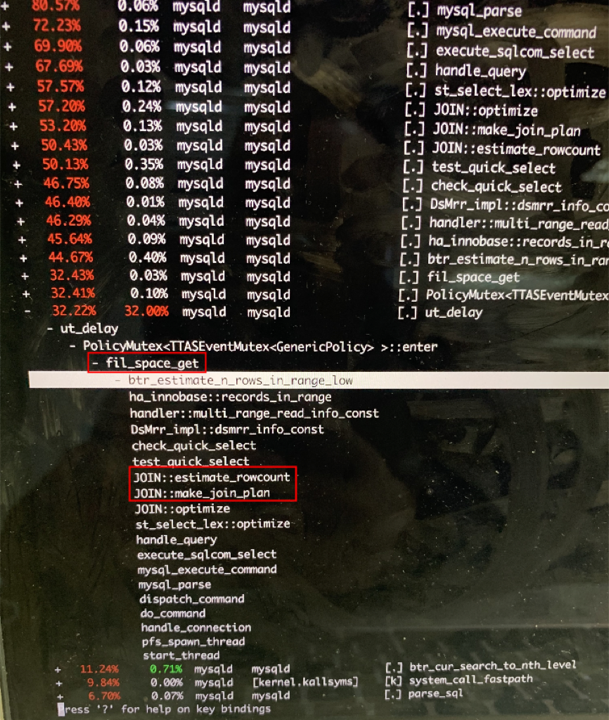 + 80.57% 0.06% mysqld mysqld [.] mysql_parse
+ 72.23% 0.15% mysqld mysqld [.] mysql_execute_command
+ 69.90% 0.06% mysqld mysqld [.] execute_sqlcom_select
+ 67.69% 0.03% mysqld mysqld [.] handle_query
+ 57.57% 0.12% mysqld mysqld [.] st_select_lex::optimize
+ 57.20% 0.24% mysqld mysqld [.] JOIN::optimize
+ 53.20% 0.13% mysqld mysqld [.] JOIN::make_join_plan
+ 50.43% 0.03% mysqld mysqld [.] JOIN::estimate_rowcount
+ 50.13% 0.35% mysqld mysqld [.] test_quick_select
+ 46.75% 0.08% mysqld mysqld [.] check_quick_select
+ 46.40% 0.01% mysqld mysqld [.] DsMrr_impl::dsmrr_info_co
+ 46.29% 0.04% mysqld mysqld [.] handler::multi_range_read
+ 45.64% 0.09% mysqld mysqld [.] ha_innobase::records_in_r
+ 44.67% 0.40% mysqld mysqld [.] btr_estimate_n_rows_in_ran
+ 32.43% 0.03% mysqld mysqld [.] fil_space_get
+ 32.41% 0.10% mysqld mysqld [.] PolicyMutex<TTASEventMutex
- 32.22% 32.00% mysqld mysqld [.] ut_delay
- ut_delay
- PolicyMutex<TTASEventMutex<GenericPolicy> >::enter
- fil_space_get
- btr_estimate_n_rows_in_range_low
ha_innobase::records_in_range
handler::multi_range_read_info_const
DsMrr_impl::dsmrr_info_const
check_quick_select
test_quick_select
JOIN::estimate_rowcount
JOIN::make_join_plan
JOIN::optimize
st_select_lex::optimize
handle_query
execute_sqlcom_select
mysql_execute_command
mysql_parse
dispatch_command
do_command
handle_connection
pfs_spawn_thread
start_thread
+ 11.24% 0.71% mysqld mysqld [.] btr_cur_search_to_nth_level
+ 9.84% 0.00% mysqld [kernel.kallsyms] [k] system_call_fastpath
+ 6.70% 0.07% mysqld mysqld [.] parse_sql
Press '?' for help on key bindings